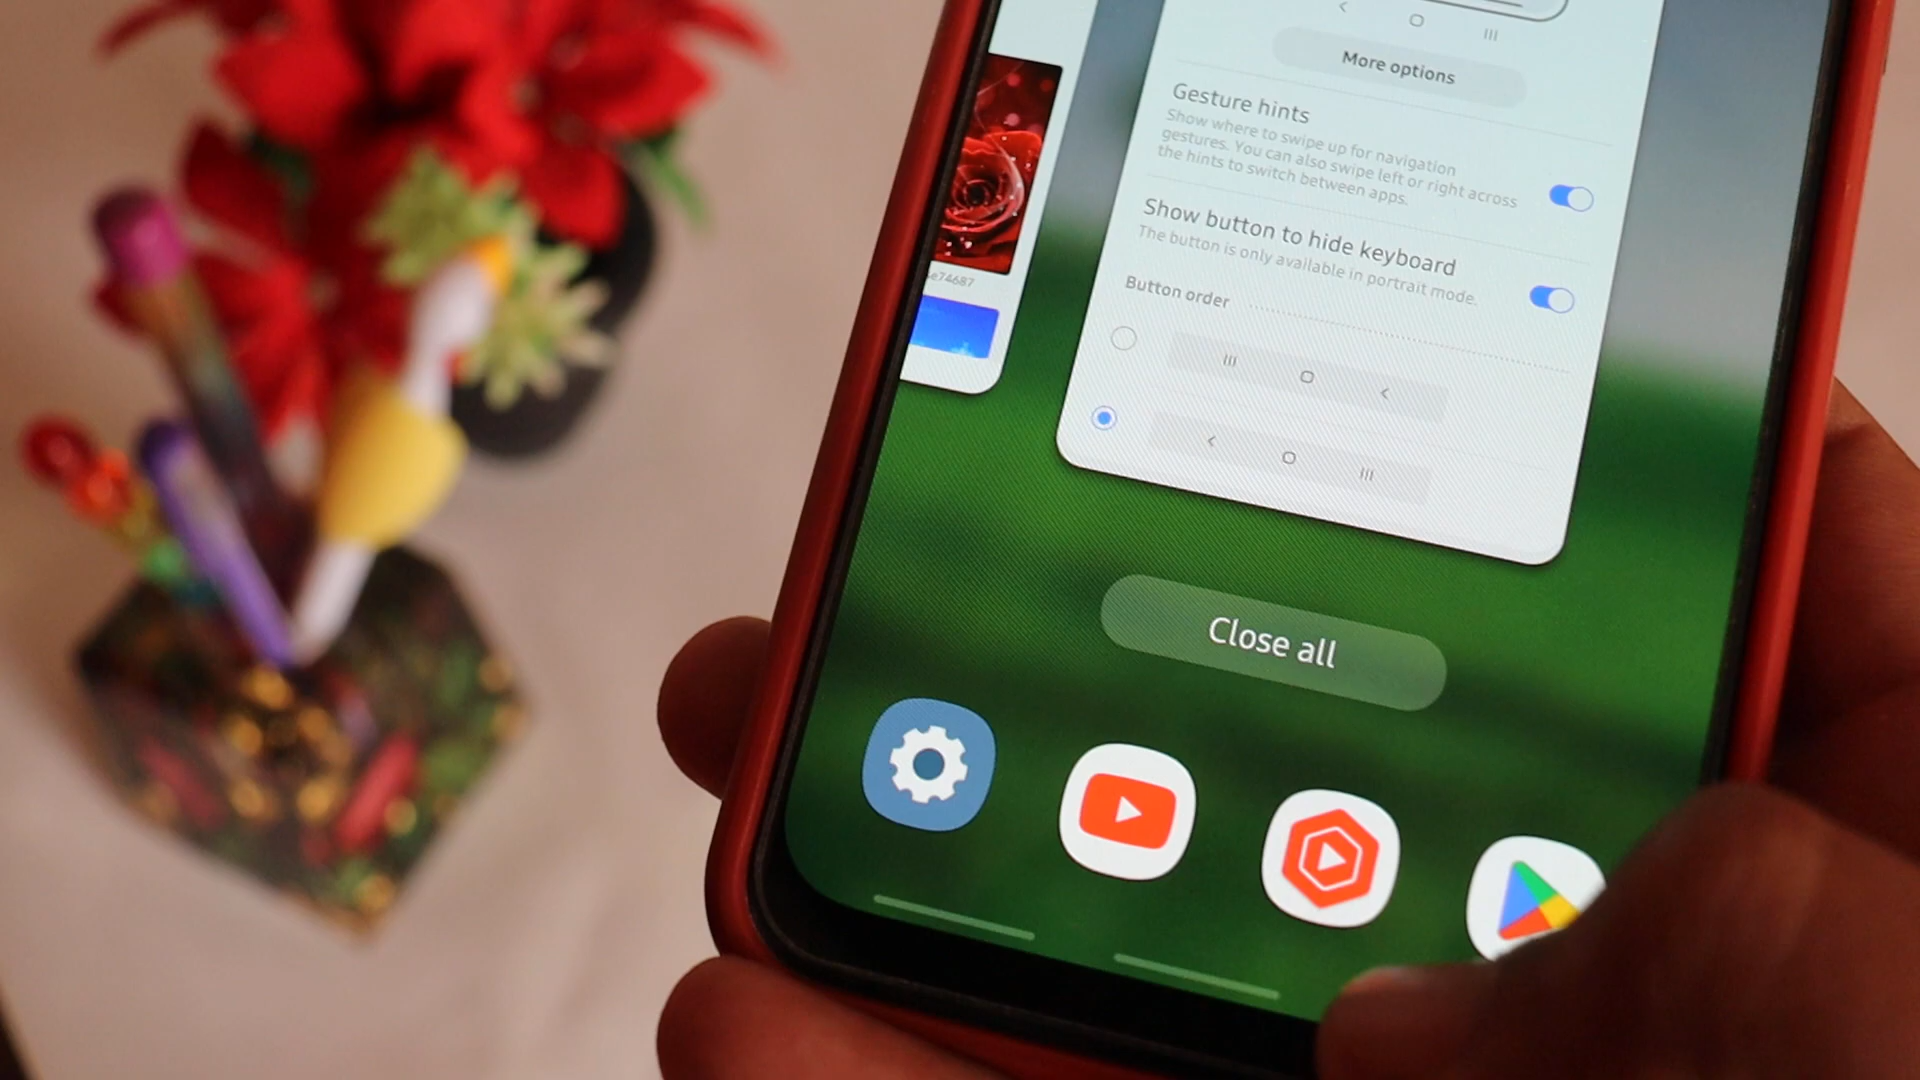 More options
Gesture hints
Show where to swipe up for navigation
gestures. You can also swipe left or right across
the hints to switch between apps.
Show button to hide keyboard
The button is only available in portrait mode.
Button order
e74687
Close all